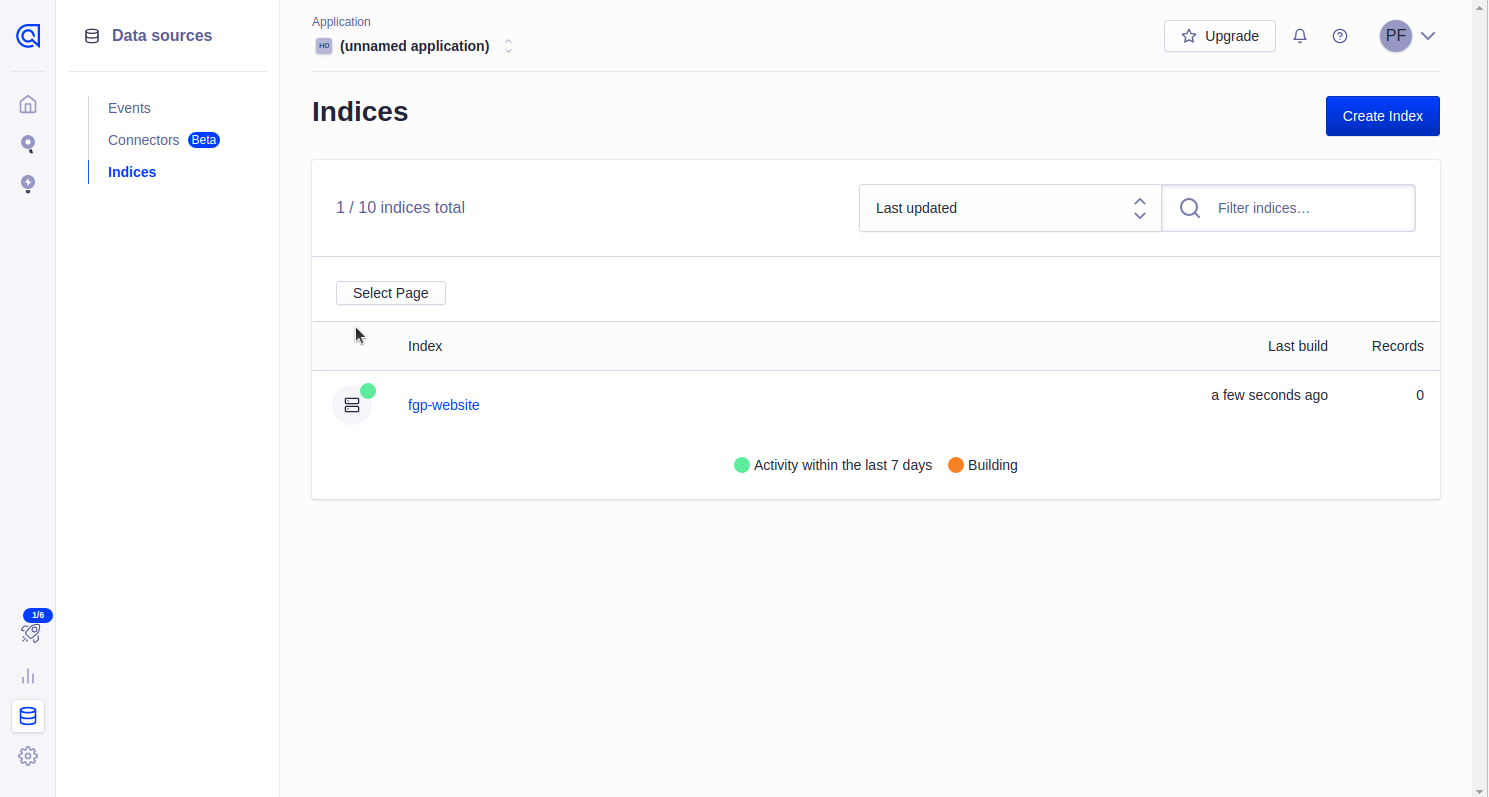 Data sources
Application
HO
(unnamed application)
Upgrade
PF
Events
Connectors Beta
Indices
Indices
Create Index
1 / 10 indices total
Last updated
Filter indices…
Select Page
Index Last build Records
fgp-website a few seconds ago 0
Activity within the last 7 days Building
1/6